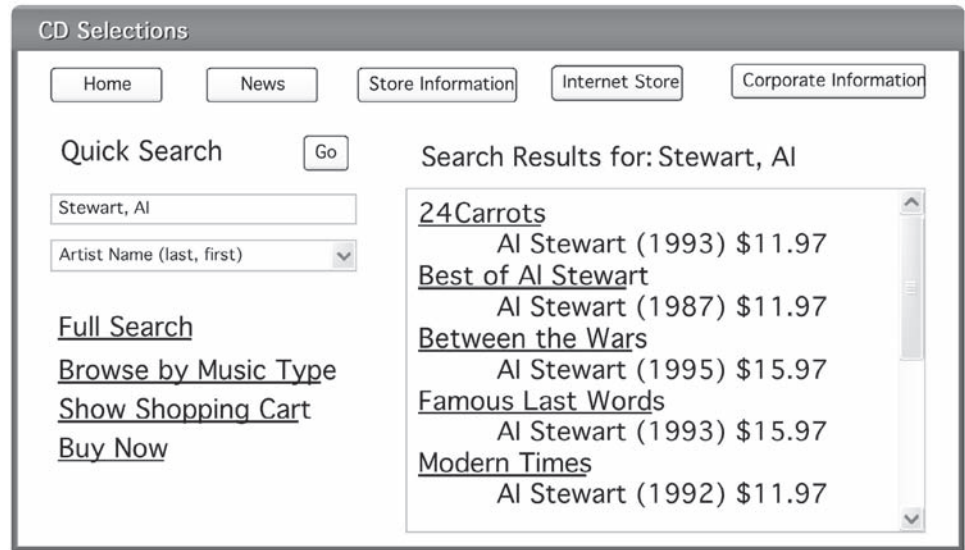 CD Selections
Home
News
Store Information
Internet Store
Corporate Information
Quick Search
Go
Stewart, Al
Artist Name (last, first)
Full Search
Browse by Music Type
Show Shopping Cart
Buy Now
Search Results for: Stewart, Al
24Carrots
Al Stewart (1993) $11.97
Best of Al Stewart
Al Stewart (1987) $11.97
Between the Wars
Al Stewart (1995) $15.97
Famous Last Words
Al Stewart (1993) $15.97
Modern Times
Al Stewart (1992) $11.97